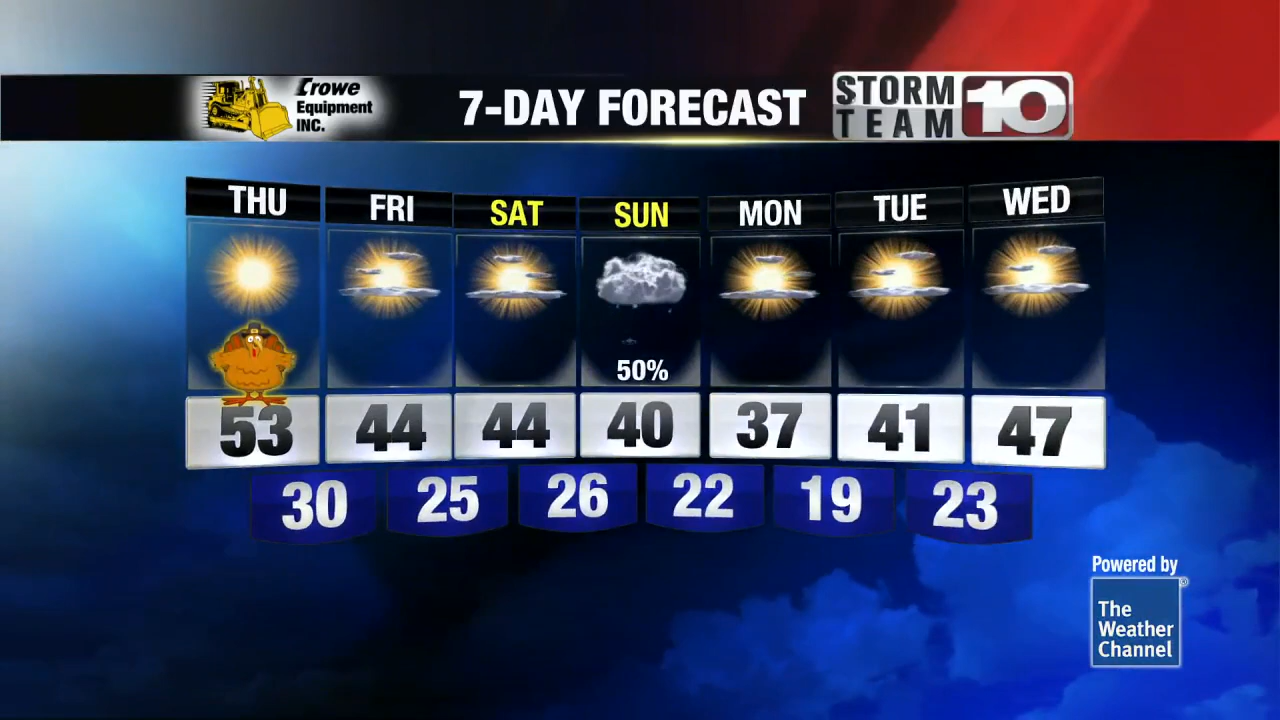 Crowe
Equipment
INC.
7-DAY FORECAST
STORM
TEAM
10
THU FRI SAT SUN MON TUE WED
50%
53 44 44 40 37 41 47
30 25 26 22 19 23
Powered by
The
Weather
Channel
®